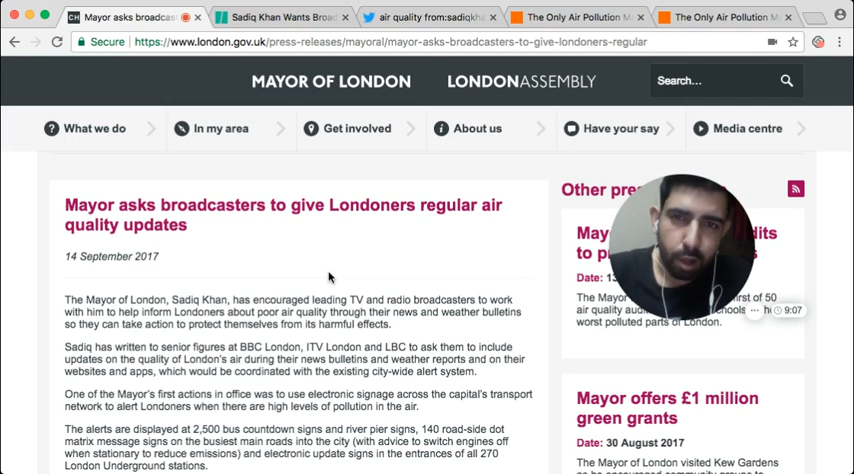 Mayor asks broadcast
Sadiq Khan Wants Broad
air quality from:sadiqkha
The Only Air Pollution M
The Only Air Pollution M
Secure
https://www.london.gov.uk/press-releases/mayoral/mayor-asks-broadcasters-to-give-londoners-regular
MAYOR OF LONDON
LONDONASSEMBLY
Search...
What we do
In my area
Get involved
About us
Have your say
Media centre
Mayor asks broadcasters to give Londoners regular air
quality updates
14 September 2017
The Mayor of London, Sadiq Khan, has encouraged leading TV and radio broadcasters to work
with him to help inform Londoners about poor air quality through their news and weather bulletins
so they can take action to protect themselves from its harmful effects.
Sadiq has written to senior figures at BBC London, ITV London and LBC to ask them to include
updates on the quality of London's air during their news bulletins and weather reports and on their
websites and apps, which would be coordinated with the existing city-wide alert system.
One of the Mayor's first actions in office was to use electronic signage across the capital's transport
network to alert Londoners when there are high levels of pollution in the air.
The alerts are displayed at 2,500 bus countdown signs and river pier signs, 140 road-side dot
matrix message signs on the busiest main roads into the city (with advice to switch engines off
when stationary to reduce emissions) and electronic update signs in the entrances of all 270
London Underground stations.
Other pre
May
dits
to p
Date: 13
The Mayor
first of 50
air quality aud
schools
worst polluted parts of London.
9:07
Mayor offers £1 million
green grants
Date: 30 August 2017
The Mayor of London visited Kew Gardens